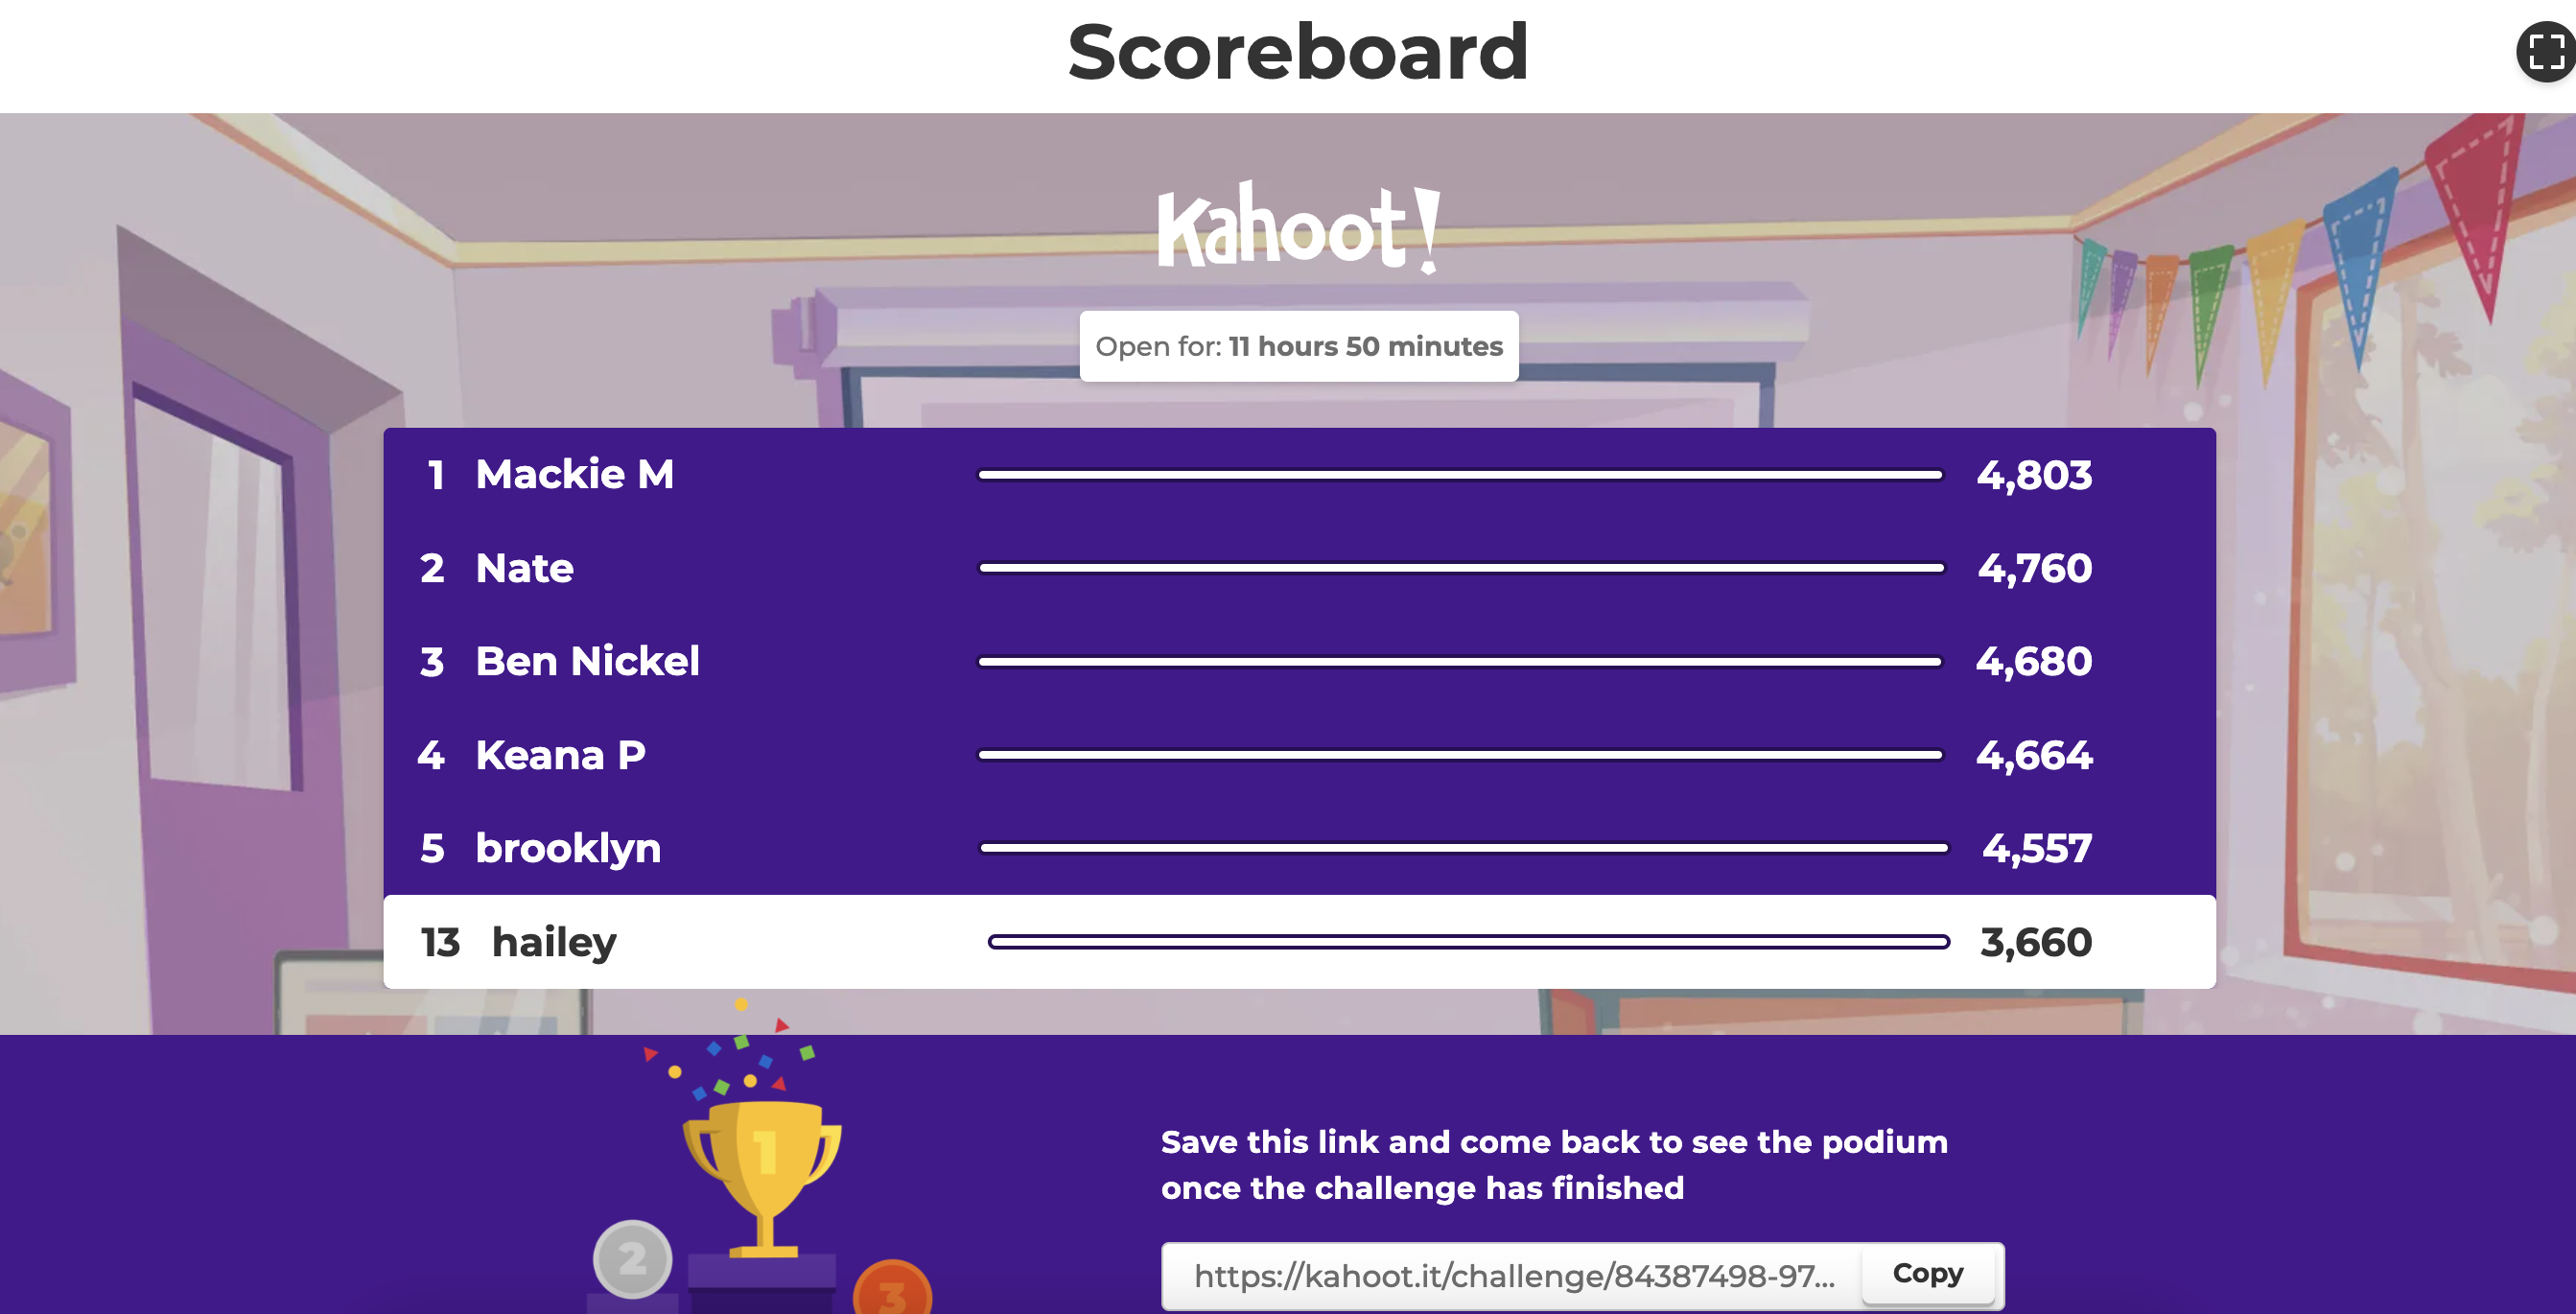 Scoreboard
Kahoot!
Open for: 11 hours 50 minutes
1 Mackie M 4,803
2 Nate 4,760
3 Ben Nickel 4,680
4 Keana P 4,664
5 brooklyn 4,557
13 hailey 3,660
1
Save this link and come back to see the podium
once the challenge has finished
2
https://kahoot.it/challenge/84387498-97... Copy
3